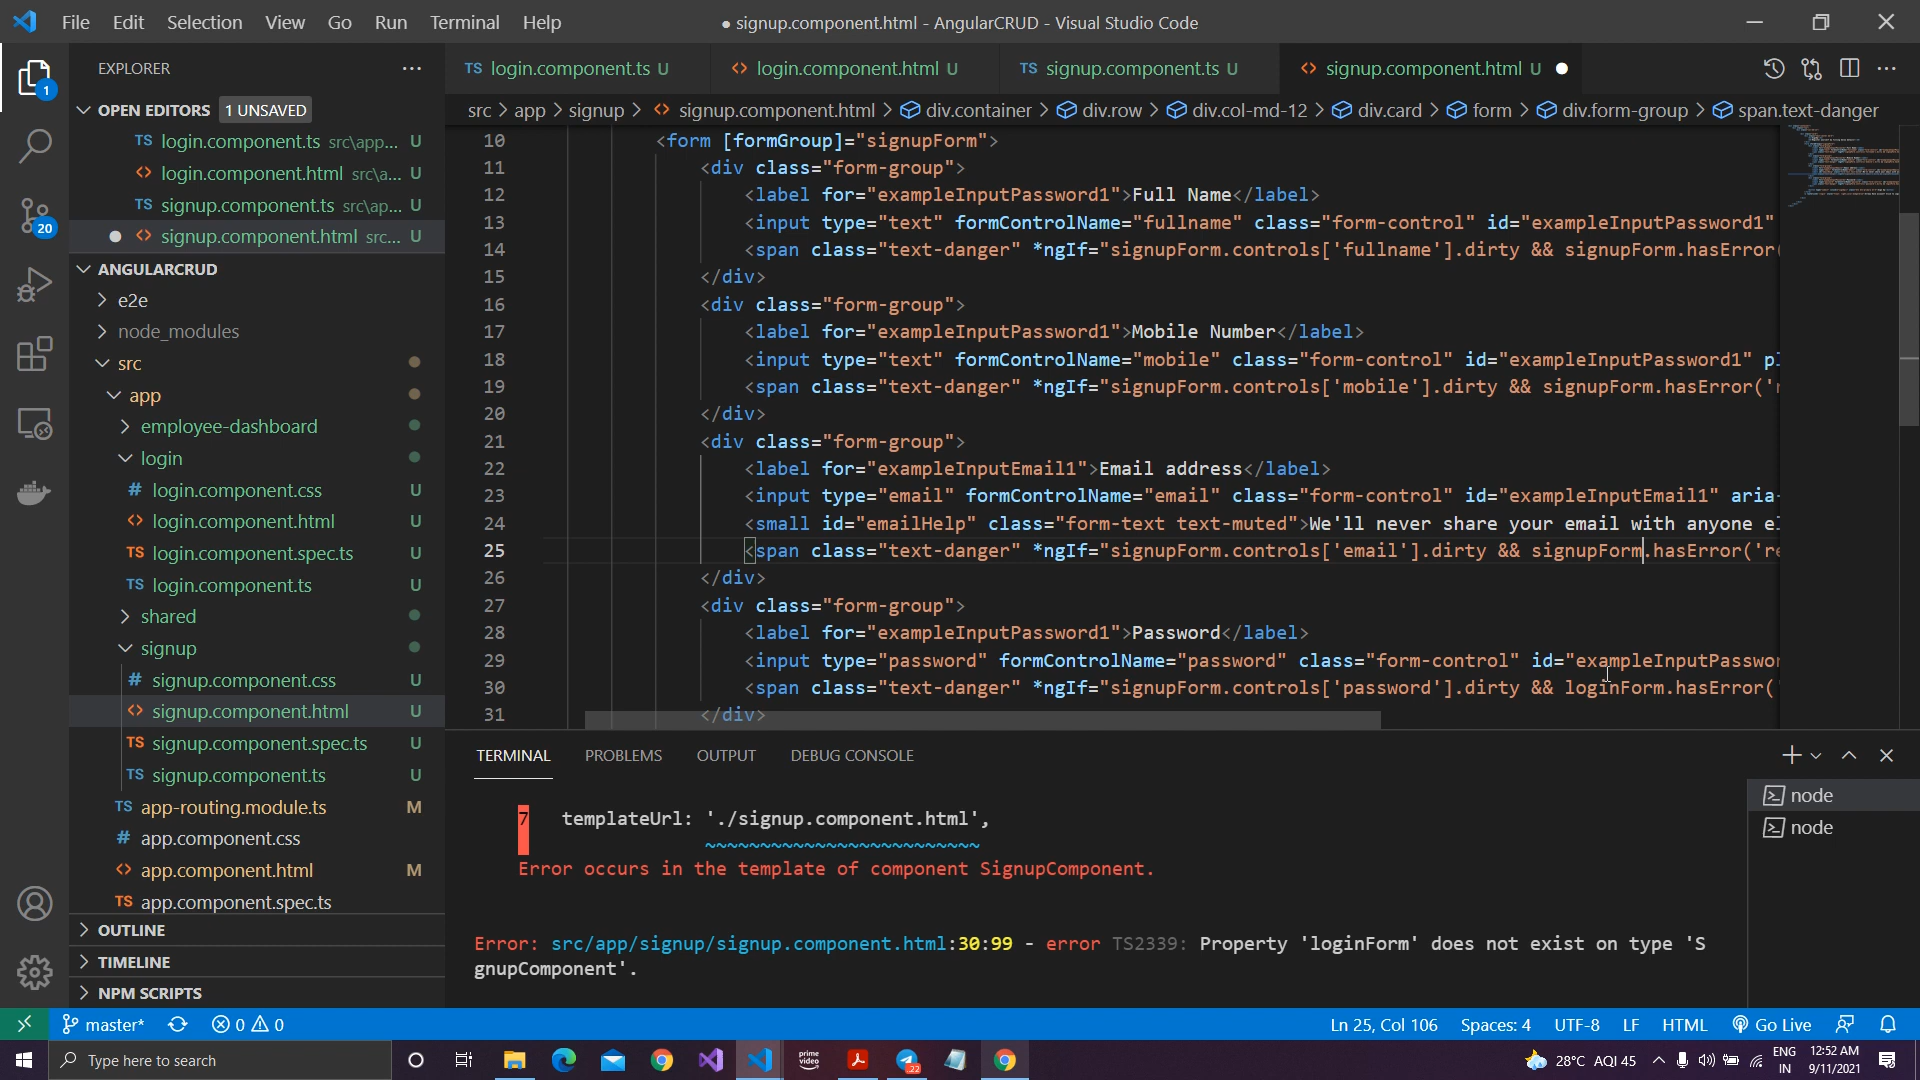 File Edit Selection View Go Run Terminal Help
● signup.component.html - AngularCRUD - Visual Studio Code
EXPLORER
OPEN EDITORS 1 UNSAVED
TS login.component.ts src\app... U
<> login.component.html src\a... U
TS signup.component.ts src\ap... U
● <> signup.component.html src... U
ANGULARCRUD
e2e
node_modules
src
app
employee-dashboard
login
# login.component.css U
<> login.component.html U
TS login.component.spec.ts U
TS login.component.ts U
shared
signup
# signup.component.css U
<> signup.component.html U
TS signup.component.spec.ts U
TS signup.component.ts U
TS app-routing.module.ts M
# app.component.css
<> app.component.html M
TS app.component.spec.ts
OUTLINE
TIMELINE
NPM SCRIPTS
1
20
TS login.component.ts U <> login.component.html U TS signup.component.ts U <> signup.component.html U ●
src > app > signup > <> signup.component.html > div.container > div.row > div.col-md-12 > div.card > form > div.form-group > span.text-danger
10 <form [formGroup]="signupForm">
11 <div class="form-group">
12 <label for="exampleInputPassword1">Full Name</label>
13 <input type="text" formControlName="fullname" class="form-control" id="exampleInputPassword1"
14 <span class="text-danger" *ngIf="signupForm.controls['fullname'].dirty && signupForm.hasError(
15 </div>
16 <div class="form-group">
17 <label for="exampleInputPassword1">Mobile Number</label>
18 <input type="text" formControlName="mobile" class="form-control" id="exampleInputPassword1" pl
19 <span class="text-danger" *ngIf="signupForm.controls['mobile'].dirty && signupForm.hasError('r
20 </div>
21 <div class="form-group">
22 <label for="exampleInputEmail1">Email address</label>
23 <input type="email" formControlName="email" class="form-control" id="exampleInputEmail1" aria-
24 <small id="emailHelp" class="form-text text-muted">We'll never share your email with anyone el
25 <span class="text-danger" *ngIf="signupForm.controls['email'].dirty && signupForm.hasError('re
26 </div>
27 <div class="form-group">
28 <label for="exampleInputPassword1">Password</label>
29 <input type="password" formControlName="password" class="form-control" id="exampleInputPasswor
30 <span class="text-danger" *ngIf="signupForm.controls['password'].dirty && loginForm.hasError('
31 </div>
TERMINAL PROBLEMS OUTPUT DEBUG CONSOLE
7 templateUrl: './signup.component.html',
~~~~~~~~~~~~~~~~~~~~~~~~~
Error occurs in the template of component SignupComponent.
Error: src/app/signup/signup.component.html:30:99 - error TS2339: Property 'loginForm' does not exist on type 'S
gnupComponent'.
node
node
master* 0 0 Ln 25, Col 106 Spaces: 4 UTF-8 LF HTML Go Live
Type here to search
prime video
22
28°C AQI 45
ENG
IN
12:52 AM
9/11/2021